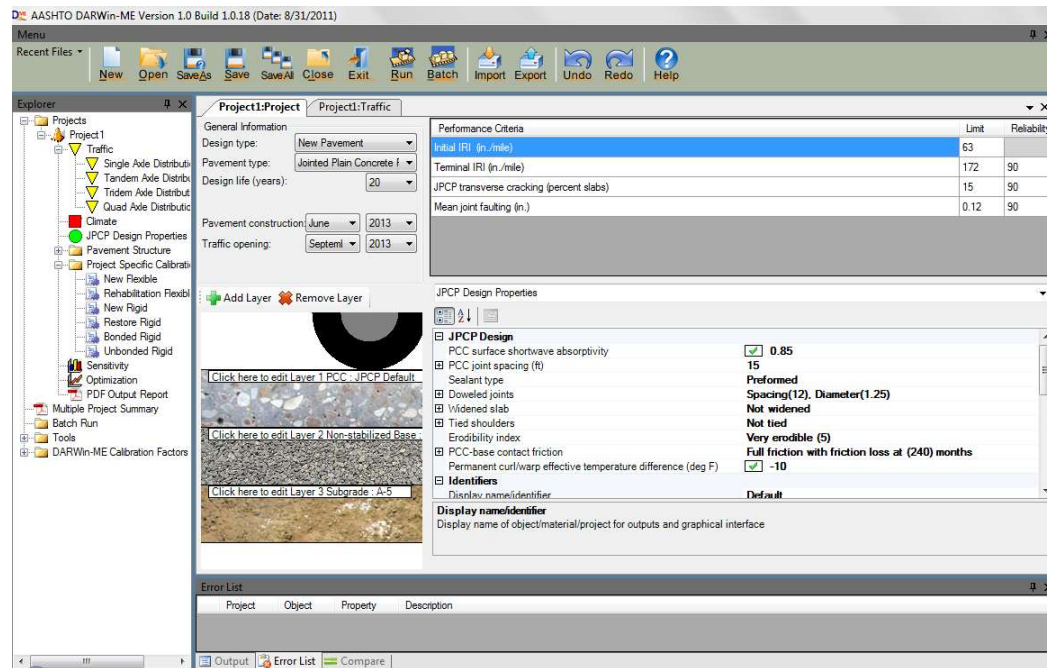 AASHTO DARWin-ME Version 1.0 Build 1.0.18 (Date: 8/31/2011)
Menu
Recent Files
New Open SaveAs Save SaveAll Close Exit Run Batch Import Export Undo Redo Help
Explorer
Projects
Project1
Traffic
Single Axle Distributi
Tandem Axle Distribu
Tridem Axle Distribut
Quad Axle Distributic
Climate
JPCP Design Properties
Pavement Structure
Project Specific Calibrati
New Flexible
Rehabilitation Flexibl
New Rigid
Restore Rigid
Bonded Rigid
Unbonded Rigid
Sensitivity
Optimization
PDF Output Report
Multiple Project Summary
Batch Run
Tools
DARWin-ME Calibration Factors
Project1:Project Project1:Traffic
General Information
Design type: New Pavement
Pavement type: Jointed Plain Concrete F
Design life (years): 20
Pavement construction: June 2013
Traffic opening: Septeml 2013
Performance Criteria Limit Reliability
Initial IRI (in./mile) 63
Terminal IRI (in./mile) 172 90
JPCP transverse cracking (percent slabs) 15 90
Mean joint faulting (in.) 0.12 90
Add Layer Remove Layer
Click here to edit Layer 1 PCC : JPCP Default
Click here to edit Layer 2 Non-stabilized Base :
Click here to edit Layer 3 Subgrade : A-5
JPCP Design Properties
JPCP Design
PCC surface shortwave absorptivity 0.85
PCC joint spacing (ft) 15
Sealant type Preformed
Doweled joints Spacing(12), Diameter(1.25)
Widened slab Not widened
Tied shoulders Not tied
Erodibility index Very erodible (5)
PCC-base contact friction Full friction with friction loss at (240) months
Permanent curl/warp effective temperature difference (deg F) -10
Identifiers
Display name/identifier Default
Display name/identifier
Display name of object/material/project for outputs and graphical interface
Error List
Project Object Property Description
Output Error List Compare